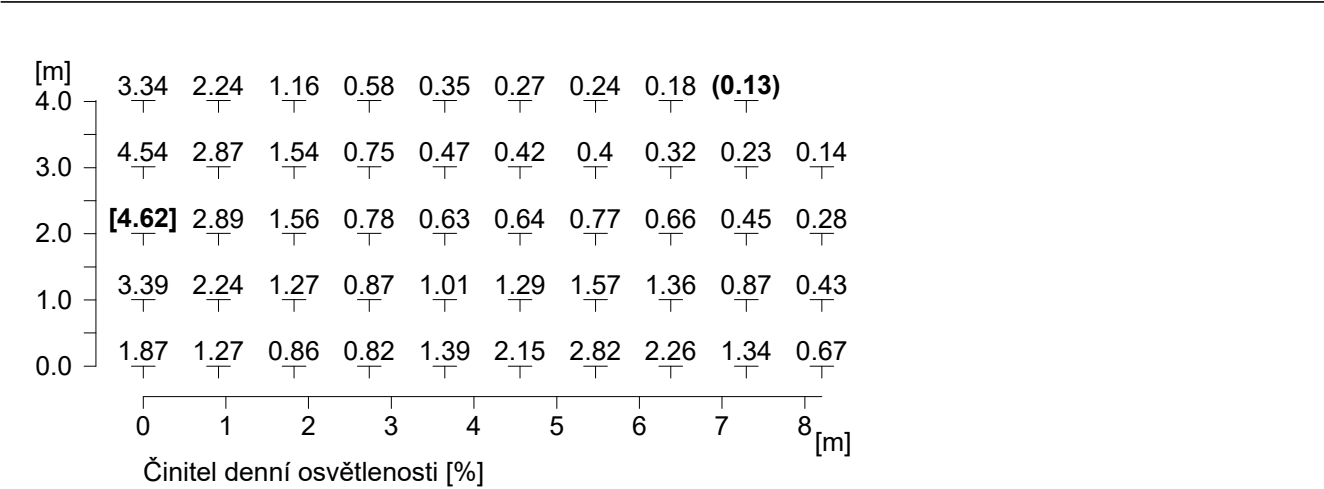 [m]
3.34 2.24 1.16 0.58 0.35 0.27 0.24 0.18 (0.13)
4.0
4.54 2.87 1.54 0.75 0.47 0.42 0.4 0.32 0.23 0.14
3.0
[4.62] 2.89 1.56 0.78 0.63 0.64 0.77 0.66 0.45 0.28
2.0
3.39 2.24 1.27 0.87 1.01 1.29 1.57 1.36 0.87 0.43
1.0
1.87 1.27 0.86 0.82 1.39 2.15 2.82 2.26 1.34 0.67
0.0
0 1 2 3 4 5 6 7 8
[m]
Činitel denní osvětlenosti [%]